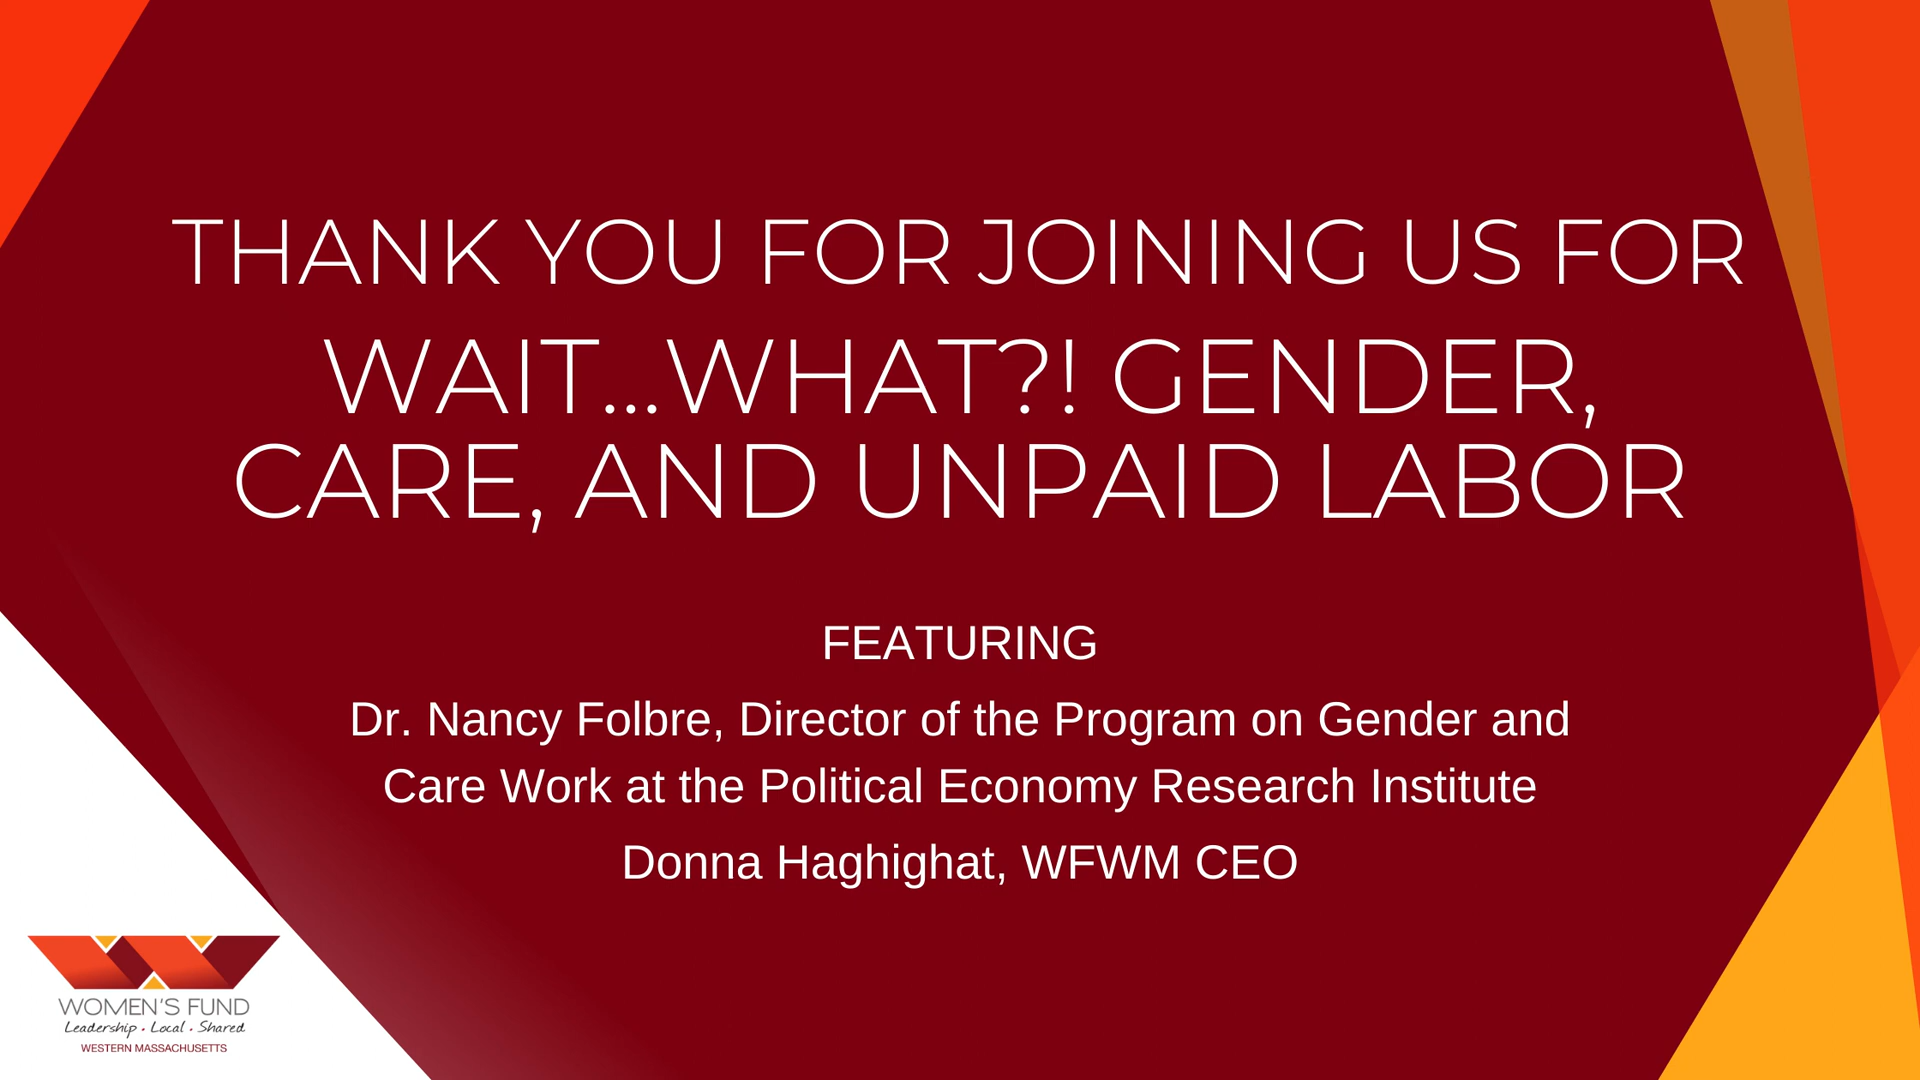 THANK YOU FOR JOINING US FOR
WAIT...WHAT?! GENDER,
CARE, AND UNPAID LABOR
FEATURING
Dr. Nancy Folbre, Director of the Program on Gender and
Care Work at the Political Economy Research Institute
Donna Haghighat, WFWM CEO
WOMEN'S FUND
Leadership • Local • Shared
WESTERN MASSACHUSETTS